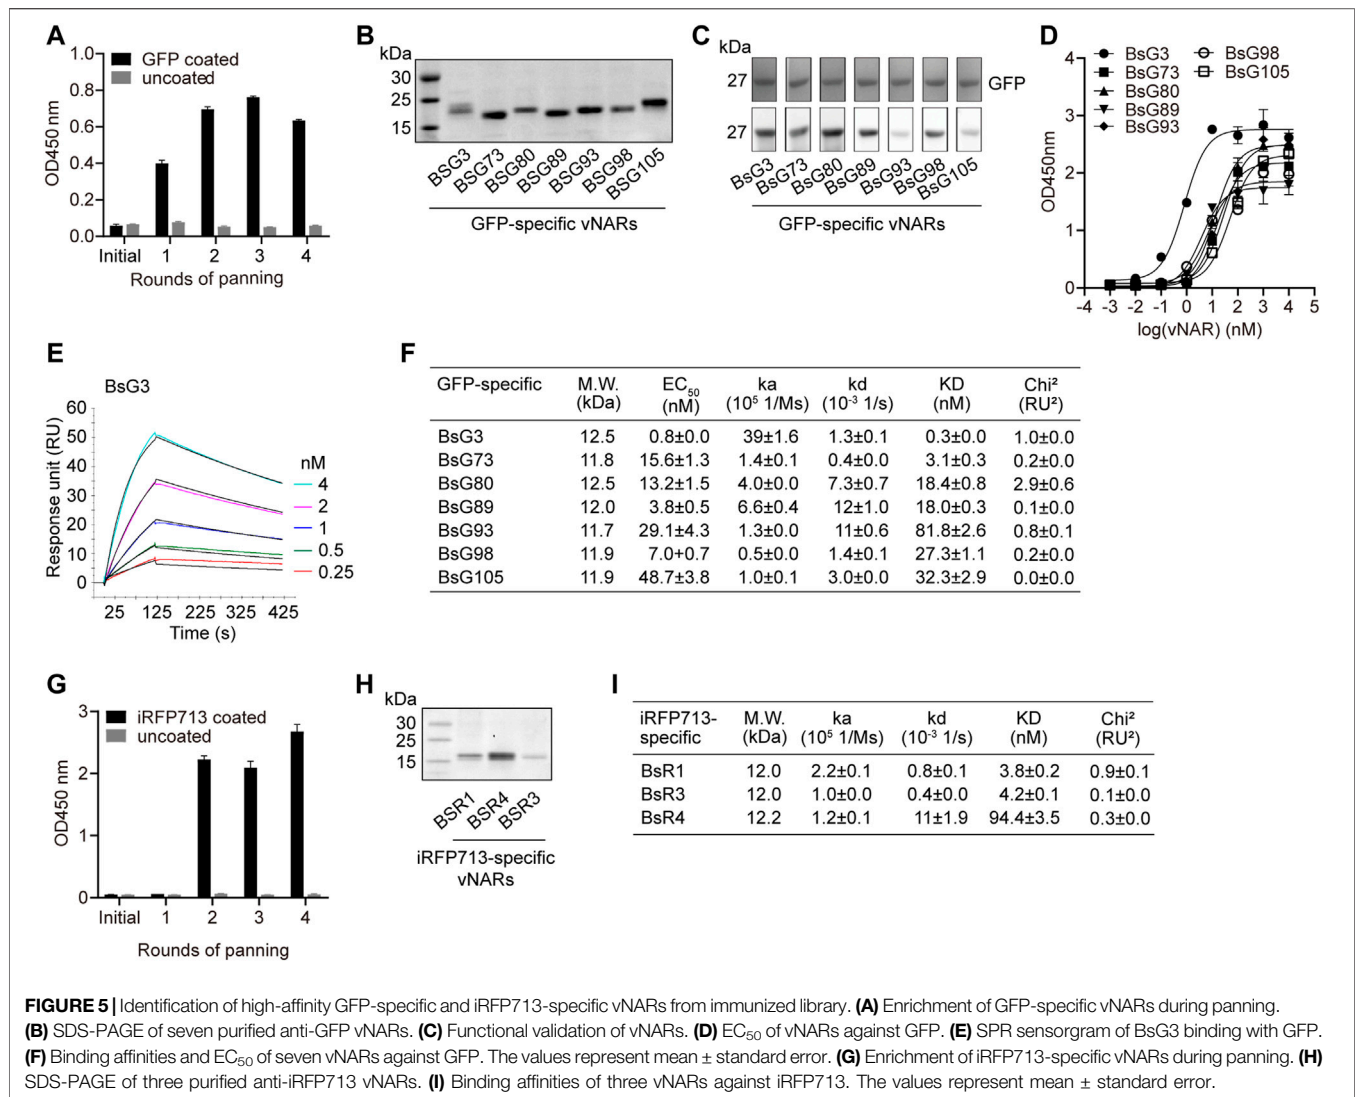 A
GFP coated
uncoated
OD450 nm
1.0
0.8
0.6
0.4
0.2
0.0
Initial 1 2 3 4
Rounds of panning
B
kDa
30
25
15
BSG3 BSG73 BSG80 BSG89 BSG93 BSG98 BSG105
GFP-specific vNARs
C
kDa
27
GFP
27
BsG3 BsG73 BsG80 BsG89 BsG93 BsG98 BsG105
GFP-specific vNARs
D
BsG3
BsG73
BsG80
BsG89
BsG93
BsG98
BsG105
OD450nm
4
3
2
1
0
-4 -3 -2 -1 0 1 2 3 4 5
log(vNAR) (nM)
E
BsG3
Response unit (RU)
60
50
40
30
20
10
0
25 125 225 325 425
Time (s)
nM
4
2
1
0.5
0.25
F
GFP-specific M.W. (kDa) EC50 (nM) ka (10⁵ 1/Ms) kd (10⁻³ 1/s) KD (nM) Chi² (RU²)
BsG3 12.5 0.8±0.0 39±1.6 1.3±0.1 0.3±0.0 1.0±0.0
BsG73 11.8 15.6±1.3 1.4±0.1 0.4±0.0 3.1±0.3 0.2±0.0
BsG80 12.5 13.2±1.5 4.0±0.0 7.3±0.7 18.4±0.8 2.9±0.6
BsG89 12.0 3.8±0.5 6.6±0.4 12±1.0 18.0±0.3 0.1±0.0
BsG93 11.7 29.1±4.3 1.3±0.0 11±0.6 81.8±2.6 0.8±0.1
BsG98 11.9 7.0+0.7 0.5±0.0 1.4±0.1 27.3±1.1 0.2±0.0
BsG105 11.9 48.7±3.8 1.0±0.1 3.0±0.0 32.3±2.9 0.0±0.0
G
iRFP713 coated
uncoated
OD450 nm
3
2
1
0
Initial 1 2 3 4
Rounds of panning
H
kDa
30
25
15
BSR1 BSR4 BSR3
iRFP713-specific
vNARs
I
iRFP713-specific M.W. (kDa) ka (10⁵ 1/Ms) kd (10⁻³ 1/s) KD (nM) Chi² (RU²)
BsR1 12.0 2.2±0.1 0.8±0.1 3.8±0.2 0.9±0.1
BsR3 12.0 1.0±0.0 0.4±0.0 4.2±0.1 0.1±0.0
BsR4 12.2 1.2±0.1 11±1.9 94.4±3.5 0.3±0.0
FIGURE 5 | Identification of high-affinity GFP-specific and iRFP713-specific vNARs from immunized library. (A) Enrichment of GFP-specific vNARs during panning.
(B) SDS-PAGE of seven purified anti-GFP vNARs. (C) Functional validation of vNARs. (D) EC50 of vNARs against GFP. (E) SPR sensorgram of BsG3 binding with GFP.
(F) Binding affinities and EC50 of seven vNARs against GFP. The values represent mean ± standard error. (G) Enrichment of iRFP713-specific vNARs during panning. (H)
SDS-PAGE of three purified anti-iRFP713 vNARs. (I) Binding affinities of three vNARs against iRFP713. The values represent mean ± standard error.